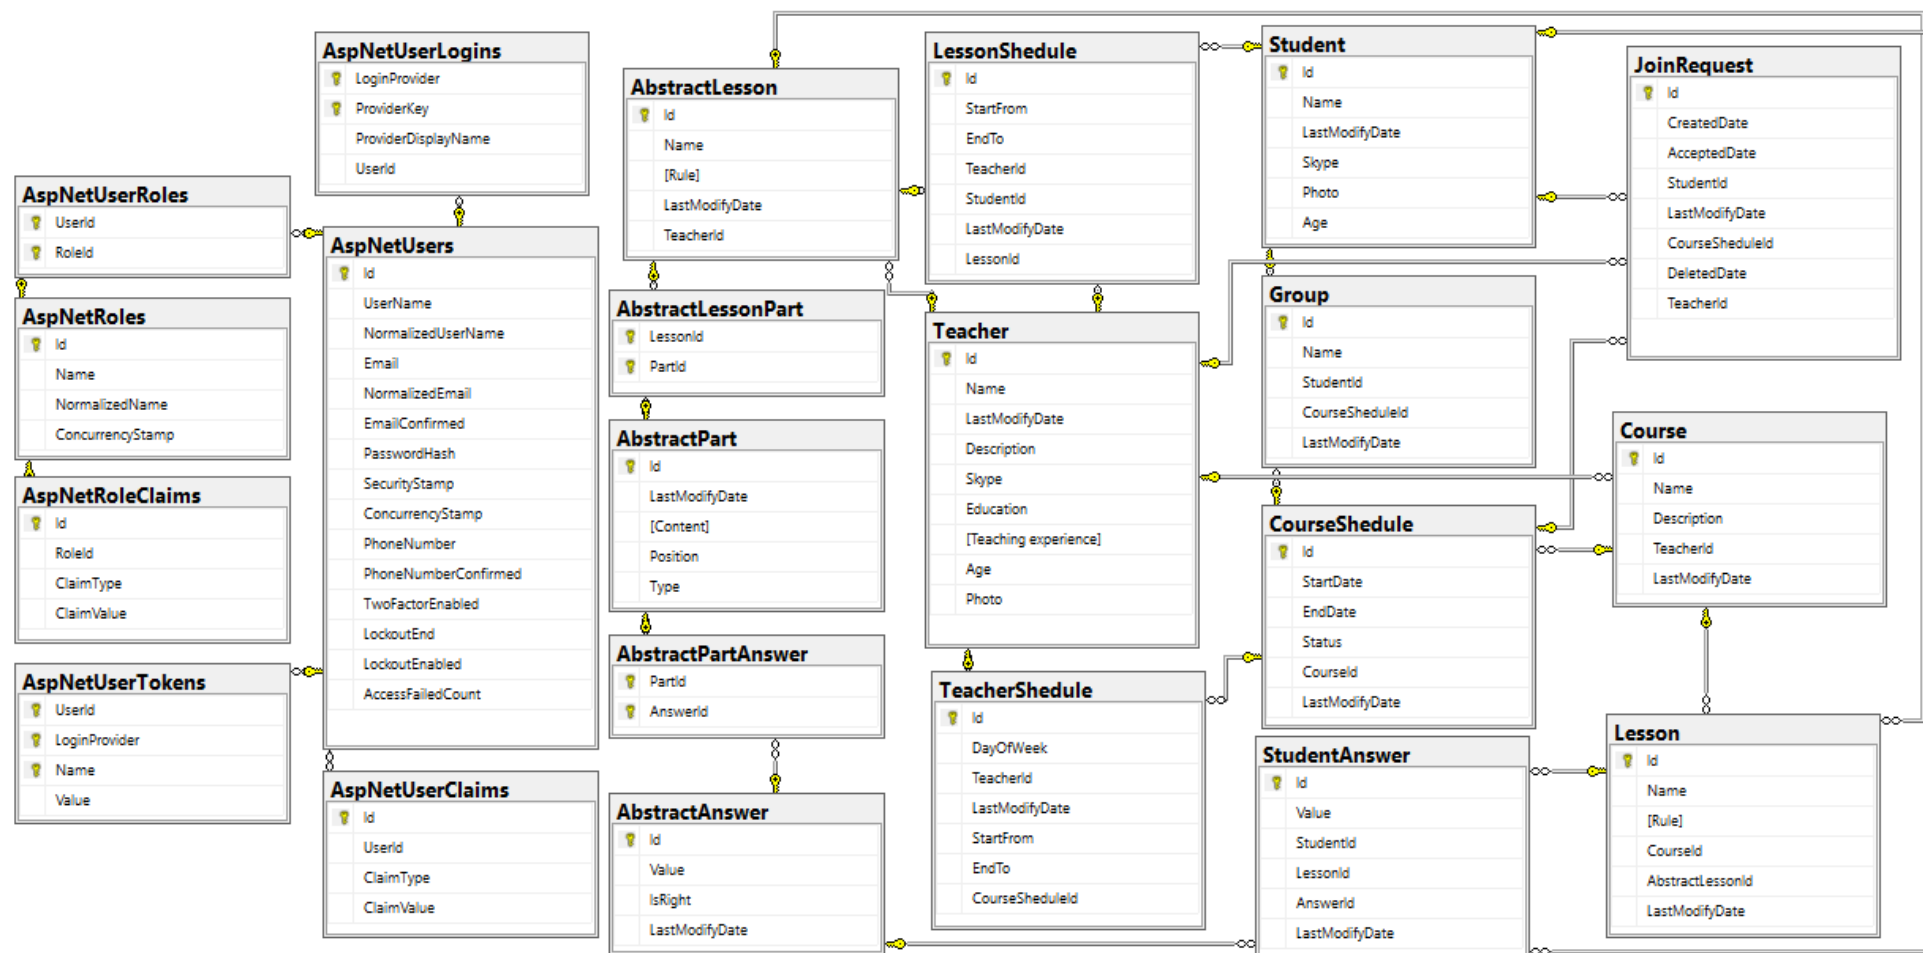 AspNetUserLogins
LoginProvider
ProviderKey
ProviderDisplayName
UserId
AspNetUserRoles
UserId
RoleId
AspNetRoles
Id
Name
NormalizedName
ConcurrencyStamp
AspNetRoleClaims
Id
RoleId
ClaimType
ClaimValue
AspNetUserTokens
UserId
LoginProvider
Name
Value
AspNetUsers
Id
UserName
NormalizedUserName
Email
NormalizedEmail
EmailConfirmed
PasswordHash
SecurityStamp
ConcurrencyStamp
PhoneNumber
PhoneNumberConfirmed
TwoFactorEnabled
LockoutEnd
LockoutEnabled
AccessFailedCount
AspNetUserClaims
Id
UserId
ClaimType
ClaimValue
AbstractLesson
Id
Name
[Rule]
LastModifyDate
TeacherId
AbstractLessonPart
LessonId
PartId
AbstractPart
Id
LastModifyDate
[Content]
Position
Type
AbstractPartAnswer
PartId
AnswerId
AbstractAnswer
Id
Value
IsRight
LastModifyDate
LessonShedule
Id
StartFrom
EndTo
TeacherId
StudentId
LastModifyDate
LessonId
Teacher
Id
Name
LastModifyDate
Description
Skype
Education
[Teaching experience]
Age
Photo
TeacherShedule
Id
DayOfWeek
TeacherId
LastModifyDate
StartFrom
EndTo
CourseSheduleId
Student
Id
Name
LastModifyDate
Skype
Photo
Age
Group
Id
Name
StudentId
CourseSheduleId
LastModifyDate
CourseShedule
Id
StartDate
EndDate
Status
CourseId
LastModifyDate
StudentAnswer
Id
Value
StudentId
LessonId
AnswerId
LastModifyDate
JoinRequest
Id
CreatedDate
AcceptedDate
StudentId
LastModifyDate
CourseSheduleId
DeletedDate
TeacherId
Course
Id
Name
Description
TeacherId
LastModifyDate
Lesson
Id
Name
[Rule]
CourseId
AbstractLessonId
LastModifyDate